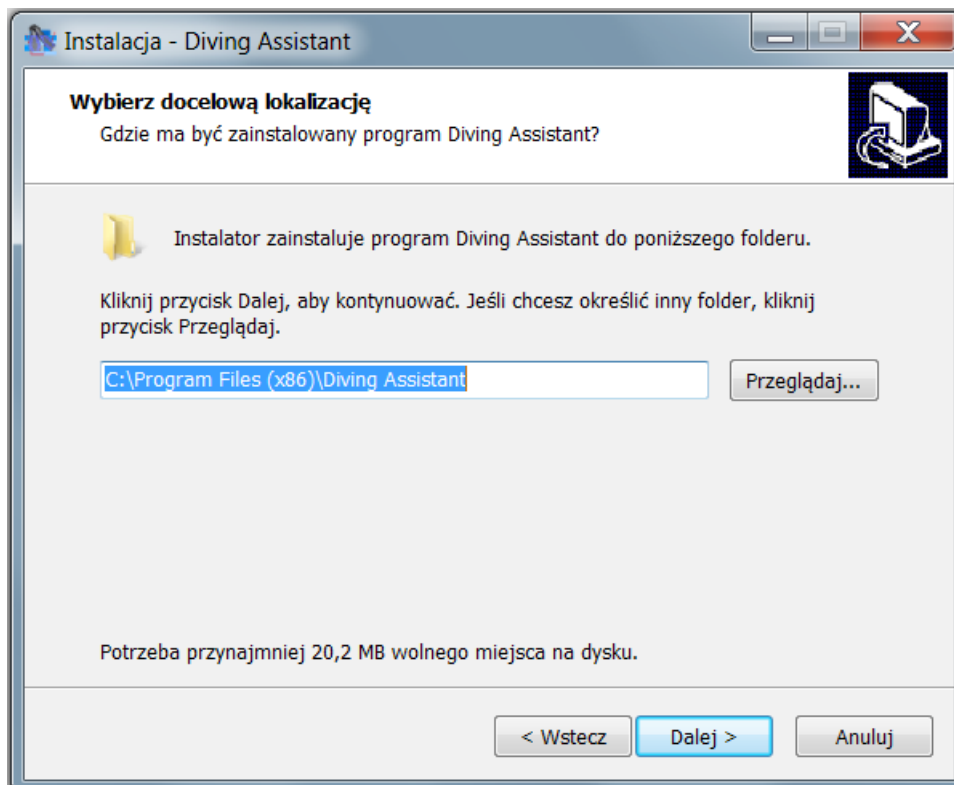 Instalacja - Diving Assistant
Wybierz docelową lokalizację
Gdzie ma być zainstalowany program Diving Assistant?
Instalator zainstaluje program Diving Assistant do poniższego folderu.
Kliknij przycisk Dalej, aby kontynuować. Jeśli chcesz określić inny folder, kliknij
przycisk Przeglądaj.
C:\Program Files (x86)\Diving Assistant
Przeglądaj...
Potrzeba przynajmniej 20,2 MB wolnego miejsca na dysku.
< Wstecz
Dalej >
Anuluj